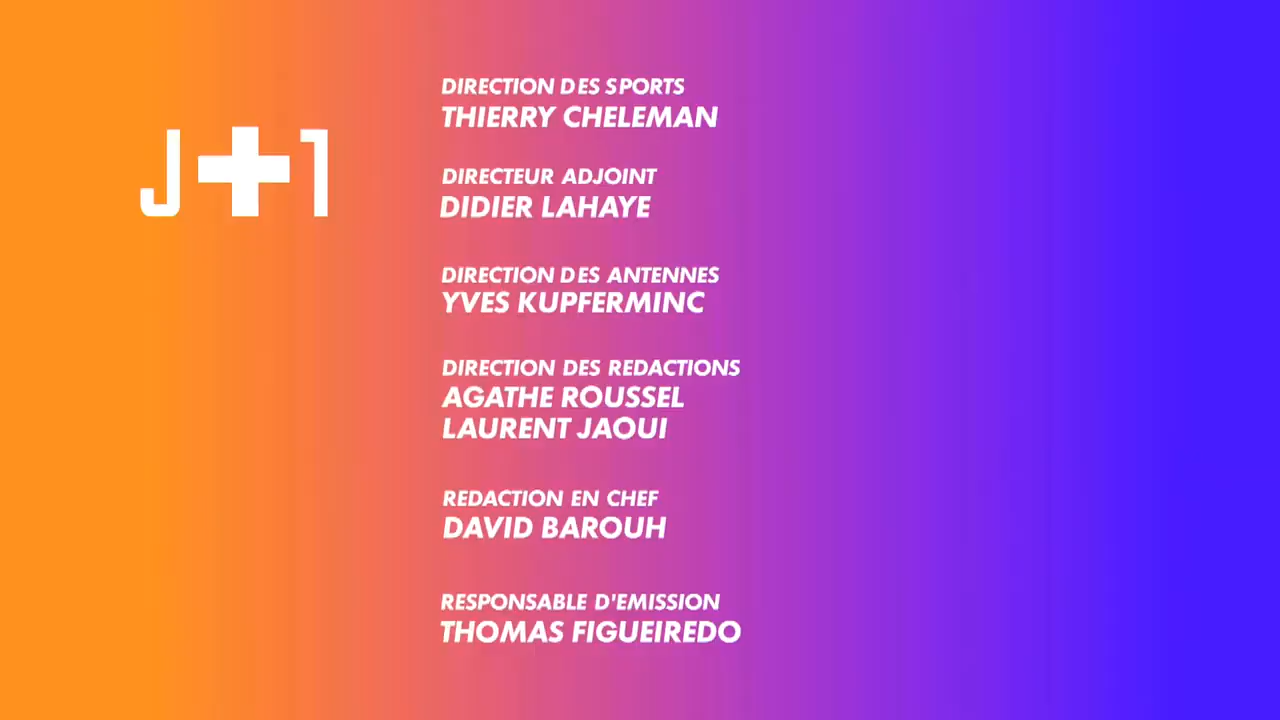 J+1
DIRECTION DES SPORTS
THIERRY CHELEMAN
DIRECTEUR ADJOINT
DIDIER LAHAYE
DIRECTION DES ANTENNES
YVES KUPFERMINC
DIRECTION DES REDACTIONS
AGATHE ROUSSEL
LAURENT JAOUI
REDACTION EN CHEF
DAVID BAROUH
RESPONSABLE D'EMISSION
THOMAS FIGUEIREDO